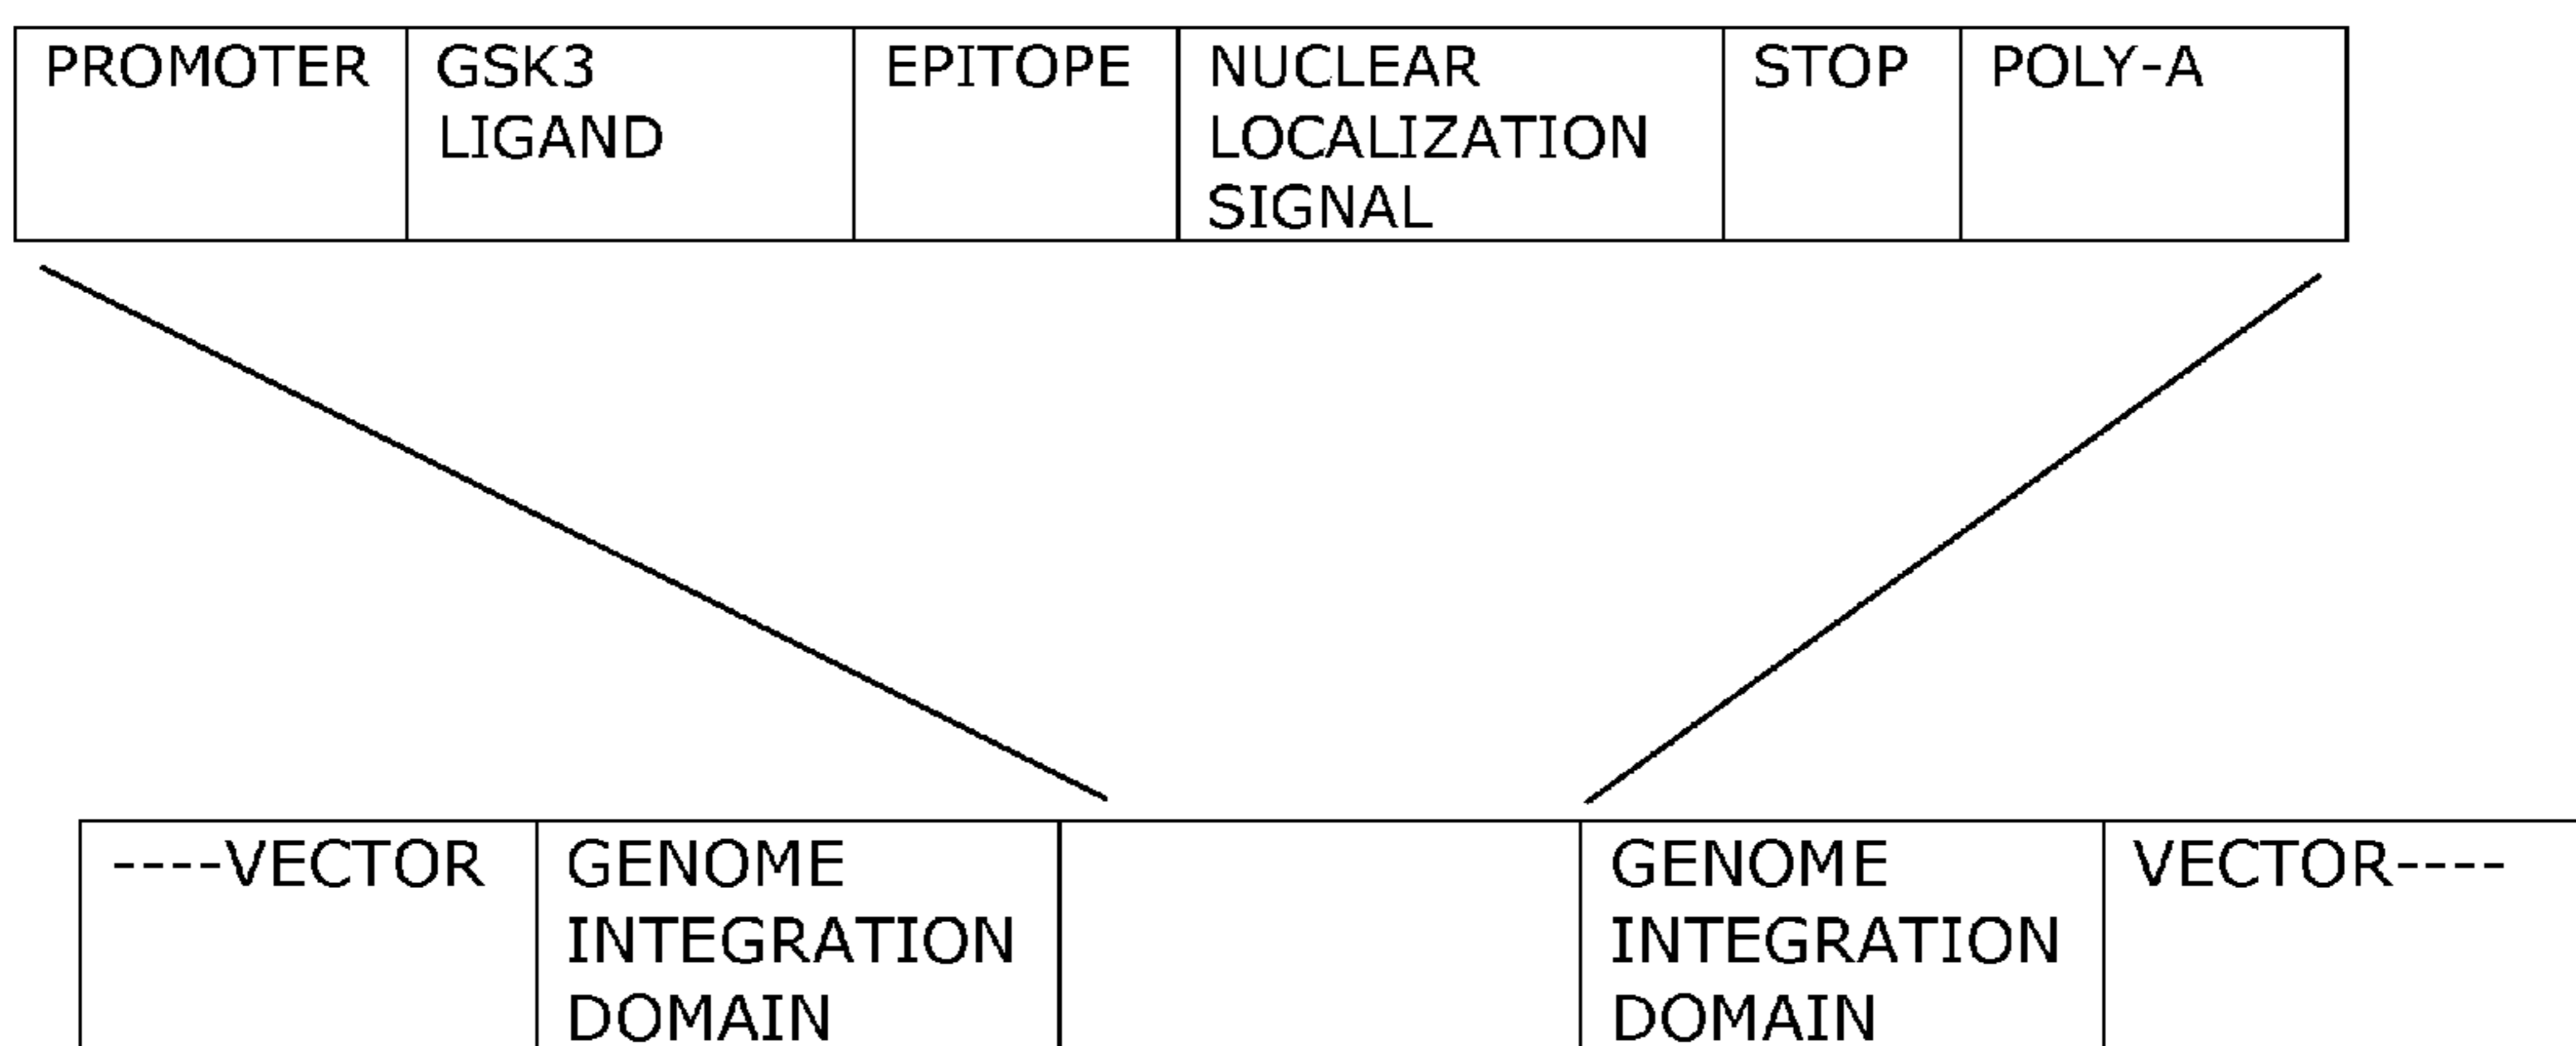 PROMOTER
GSK3
LIGAND
EPITOPE
NUCLEAR
LOCALIZATION
SIGNAL
STOP
POLY-A
----VECTOR
GENOME
INTEGRATION
DOMAIN
GENOME
INTEGRATION
DOMAIN
VECTOR----